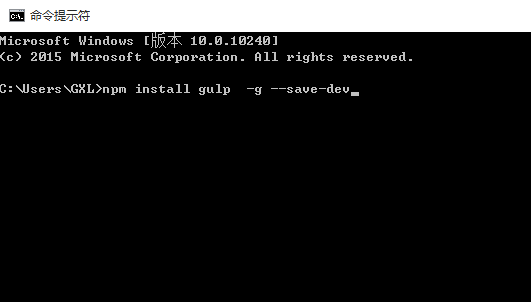 命令提示符
Microsoft Windows [版本 10.0.10240]
(c) 2015 Microsoft Corporation. All rights reserved.
C:\Users\GXL>npm install gulp  -g --save-dev